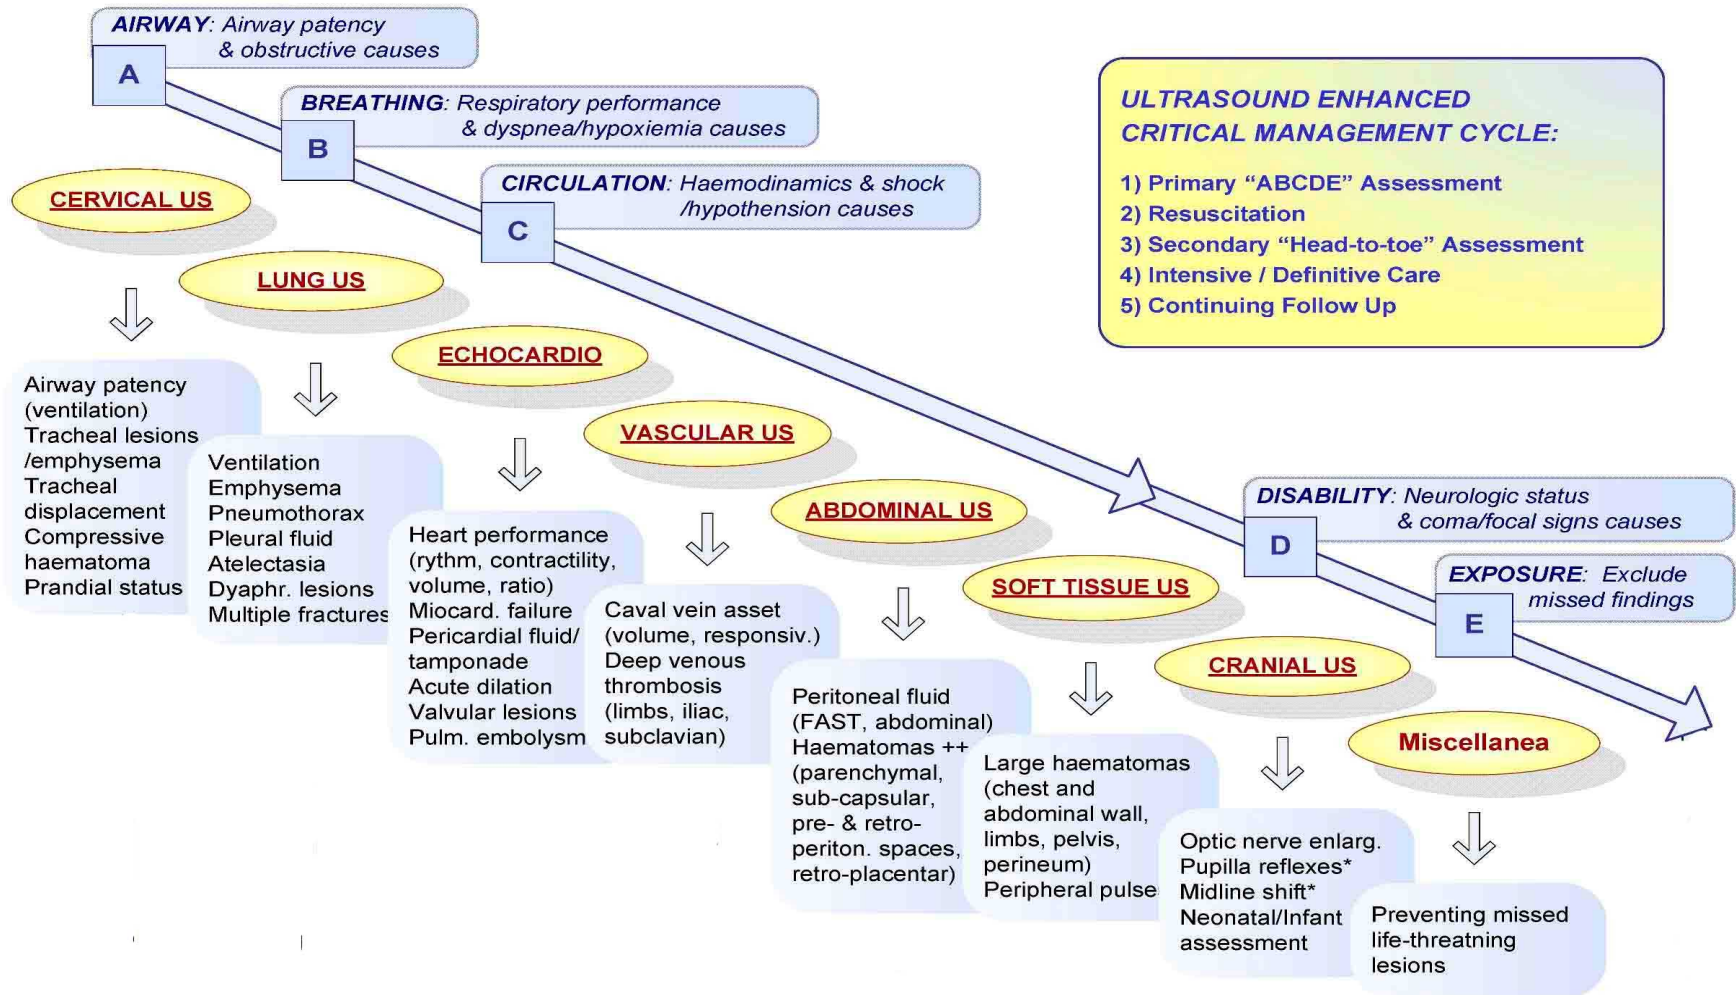 AIRWAY: Airway patency
& obstructive causes
A
BREATHING: Respiratory performance
& dyspnea/hypoxiemia causes
B
CIRCULATION: Haemodinamics & shock
/hypothension causes
C
ULTRASOUND ENHANCED
CRITICAL MANAGEMENT CYCLE:
1) Primary “ABCDE” Assessment
2) Resuscitation
3) Secondary “Head-to-toe” Assessment
4) Intensive / Definitive Care
5) Continuing Follow Up
DISABILITY: Neurologic status
& coma/focal signs causes
D
EXPOSURE: Exclude
missed findings
E
CERVICAL US
Airway patency
(ventilation)
Tracheal lesions
/emphysema
Tracheal
displacement
Compressive
haematoma
Prandial status
LUNG US
Ventilation
Emphysema
Pneumothorax
Pleural fluid
Atelectasia
Dyaphr. lesions
Multiple fractures
ECHOCARDIO
Heart performance
(rythm, contractility,
volume, ratio)
Miocard. failure
Pericardial fluid/
tamponade
Acute dilation
Valvular lesions
Pulm. embolysm
VASCULAR US
Caval vein asset
(volume, responsiv.)
Deep venous
thrombosis
(limbs, iliac,
subclavian)
ABDOMINAL US
Peritoneal fluid
(FAST, abdominal)
Haematomas ++
(parenchymal,
sub-capsular,
pre- & retro-
periton. spaces,
retro-placentar)
SOFT TISSUE US
Large haematomas
(chest and
abdominal wall,
limbs, pelvis,
perineum)
Peripheral pulse
CRANIAL US
Optic nerve enlarg.
Pupilla reflexes*
Midline shift*
Neonatal/Infant
assessment
Miscellanea
Preventing missed
life-threatning
lesions